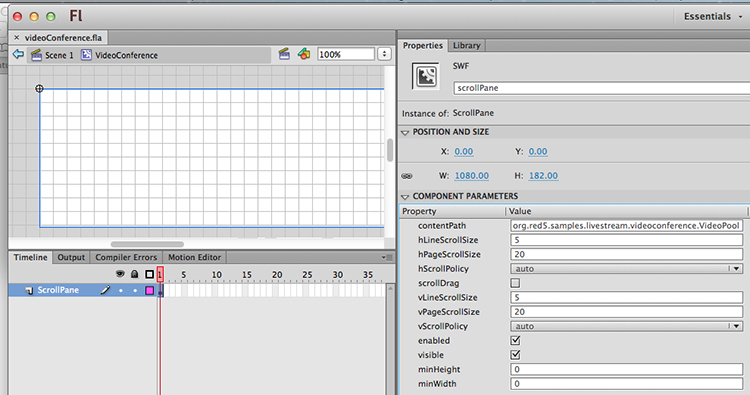 Fl
Essentials
videoConference.fla
Scene 1
VideoConference
100%
Timeline
Output
Compiler Errors
Motion Editor
1 5 10 15 20 25 30 35
ScrollPane
Properties
Library
SWF
scrollPane
Instance of: ScrollPane
POSITION AND SIZE
X: 0.00 Y: 0.00
W: 1080.00 H: 182.00
COMPONENT PARAMETERS
Property Value
contentPath org.red5.samples.livestream.videoconference.VideoPool
hLineScrollSize 5
hPageScrollSize 20
hScrollPolicy auto
scrollDrag
vLineScrollSize 5
vPageScrollSize 20
vScrollPolicy auto
enabled
visible
minHeight 0
minWidth 0